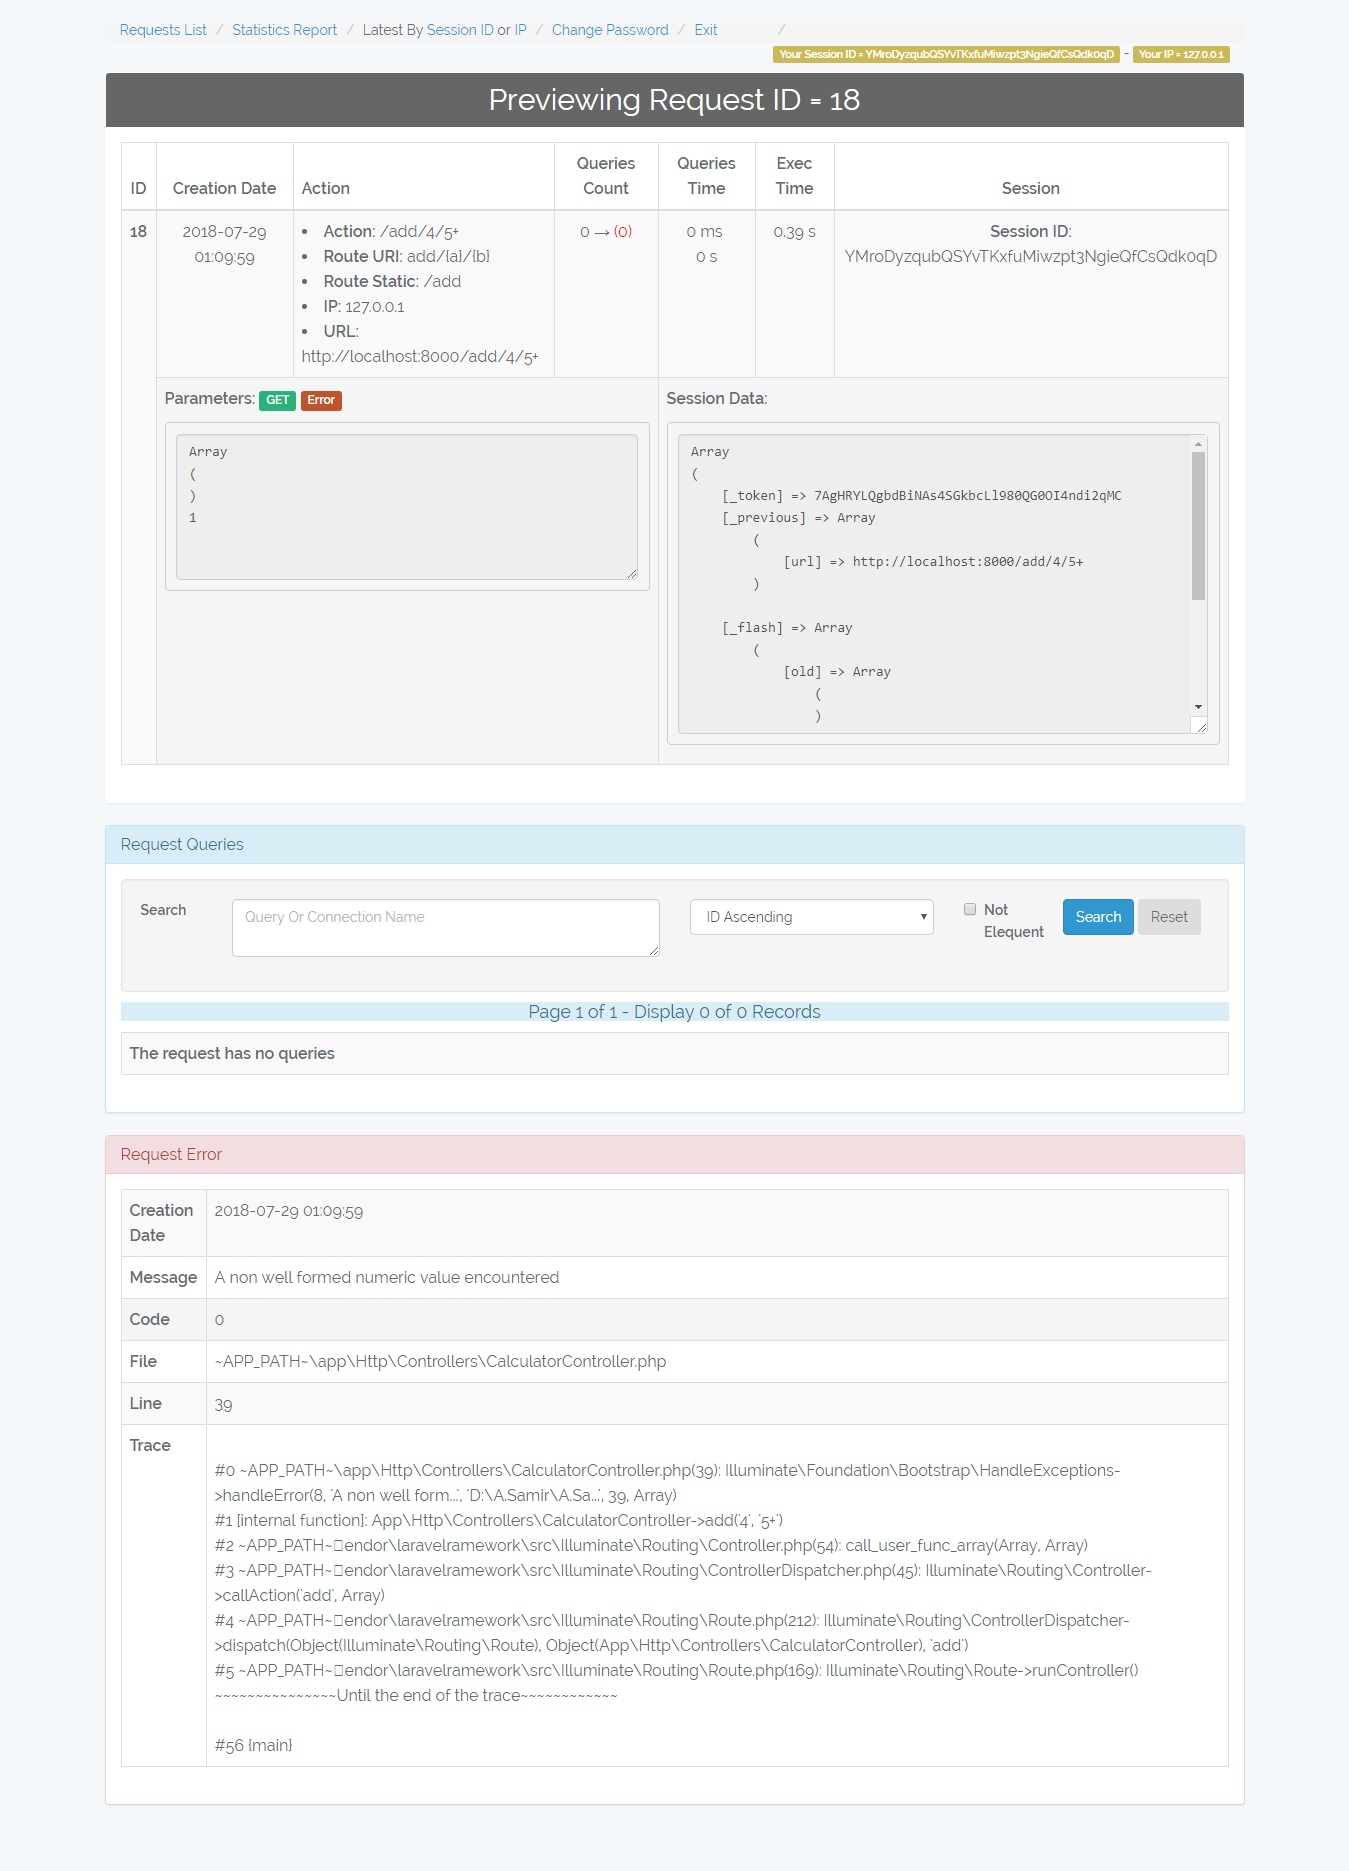 Requests List / Statistics Report / Latest By Session ID or IP / Change Password / Exit /
Your Session ID = YMroDyzqubQSYvTKxfuMiwzpt3NgieQfCsQdk0qD - Your IP = 127.0.0.1
Previewing Request ID = 18
ID Creation Date Action Queries Count Queries Time Exec Time Session
18
2018-07-29
01:09:59
• Action: /add/4/5+
• Route URI: add/{a}/{b}
• Route Static: /add
• IP: 127.0.0.1
• URL:
http://localhost:8000/add/4/5+
0 → (0)
0 ms
0 s
0.39 s
Session ID:
YMroDyzqubQSYvTKxfuMiwzpt3NgieQfCsQdk0qD
Parameters: GET Error
Array
(
)
1
Session Data:
Array
(
[_token] => 7AgHRYLQgbdBiNAs4SGkbcLl980QG0OI4ndi2qMC
[_previous] => Array
(
[url] => http://localhost:8000/add/4/5+
)
[_flash] => Array
(
[old] => Array
(
)
Request Queries
Search
Query Or Connection Name
ID Ascending
Not
Elequent
Search
Reset
Page 1 of 1 - Display 0 of 0 Records
The request has no queries
Request Error
Creation
Date
2018-07-29 01:09:59
Message A non well formed numeric value encountered
Code 0
File ~APP_PATH~\app\Http\Controllers\CalculatorController.php
Line 39
Trace
#0 ~APP_PATH~\app\Http\Controllers\CalculatorController.php(39): Illuminate\Foundation\Bootstrap\HandleExceptions-
>handleError(8, 'A non well form...', 'D:\A.Samir\A.Sa...', 39, Array)
#1 [internal function]: App\Http\Controllers\CalculatorController->add('4', '5+')
#2 ~APP_PATH~□endor\laravelramework\src\Illuminate\Routing\Controller.php(54): call_user_func_array(Array, Array)
#3 ~APP_PATH~□endor\laravelramework\src\Illuminate\Routing\ControllerDispatcher.php(45): Illuminate\Routing\Controller-
>callAction('add', Array)
#4 ~APP_PATH~□endor\laravelramework\src\Illuminate\Routing\Route.php(212): Illuminate\Routing\ControllerDispatcher-
>dispatch(Object(Illuminate\Routing\Route), Object(App\Http\Controllers\CalculatorController), 'add')
#5 ~APP_PATH~□endor\laravelramework\src\Illuminate\Routing\Route.php(169): Illuminate\Routing\Route->runController()
~~~~~~~~~~~~~~~Until the end of the trace~~~~~~~~~~~~
#56 {main}